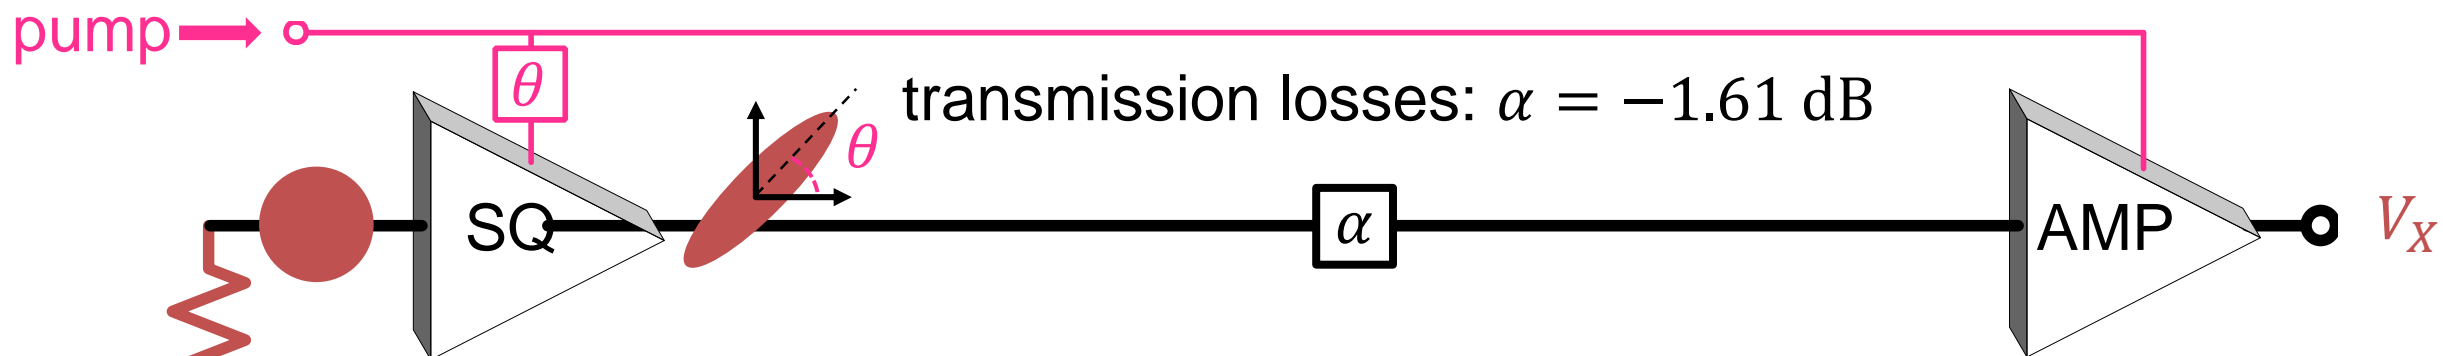 pump
θ
transmission losses: α = −1.61 dB
θ
SQ
α
AMP
V_X